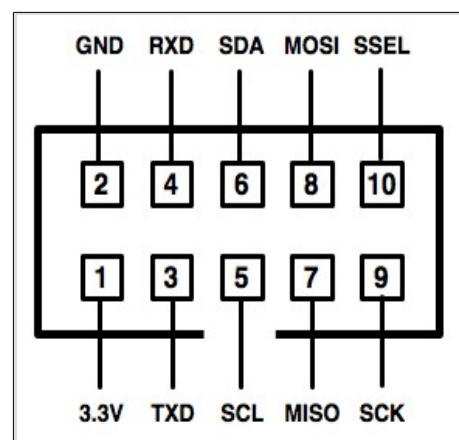 GND RXD SDA MOSI SSEL
2 4 6 8 10
1 3 5 7 9
3.3V TXD SCL MISO SCK